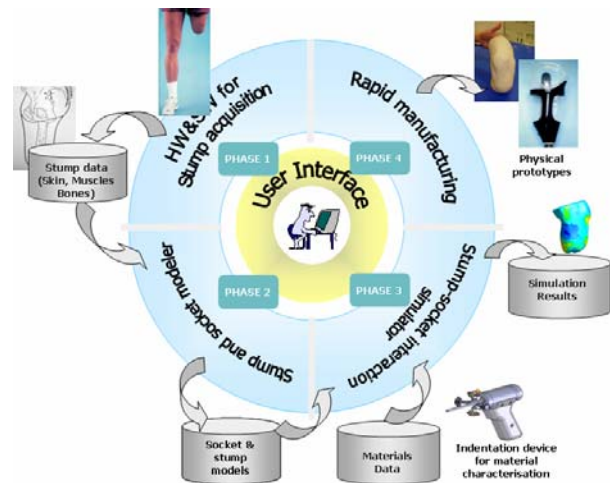 HW&SW for
Stump acquisition
Rapid manufacturing
PHASE 1
PHASE 4
User Interface
Physical
prototypes
Stump data
(Skin, Muscles
Bones)
Simulation
Results
PHASE 2
PHASE 3
Stump and socket modeler
Stump-socket interaction
simulator
Socket &
stump
models
Materials
Data
Indentation device
for material
characterisation